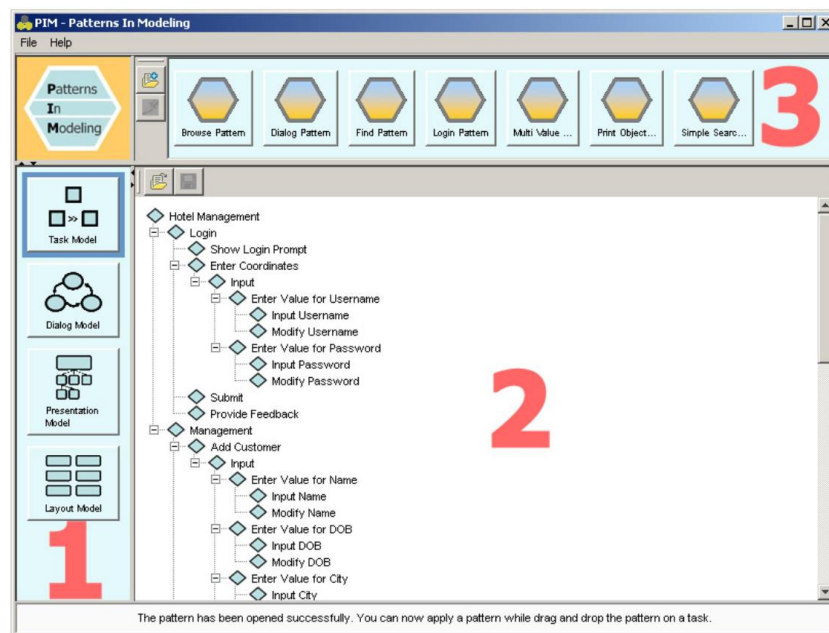 PIM - Patterns In Modeling
File Help
Patterns
In
Modeling
Browse Pattern
Dialog Pattern
Find Pattern
Login Pattern
Multi Value ...
Print Object...
Simple Searc...
3
Task Model
Dialog Model
Presentation
Model
Layout Model
1
Hotel Management
Login
Show Login Prompt
Enter Coordinates
Input
Enter Value for Username
Input Username
Modify Username
Enter Value for Password
Input Password
Modify Password
Submit
Provide Feedback
Management
Add Customer
Input
Enter Value for Name
Input Name
Modify Name
Enter Value for DOB
Input DOB
Modify DOB
Enter Value for City
Input City
2
The pattern has been opened successfully. You can now apply a pattern while drag and drop the pattern on a task.